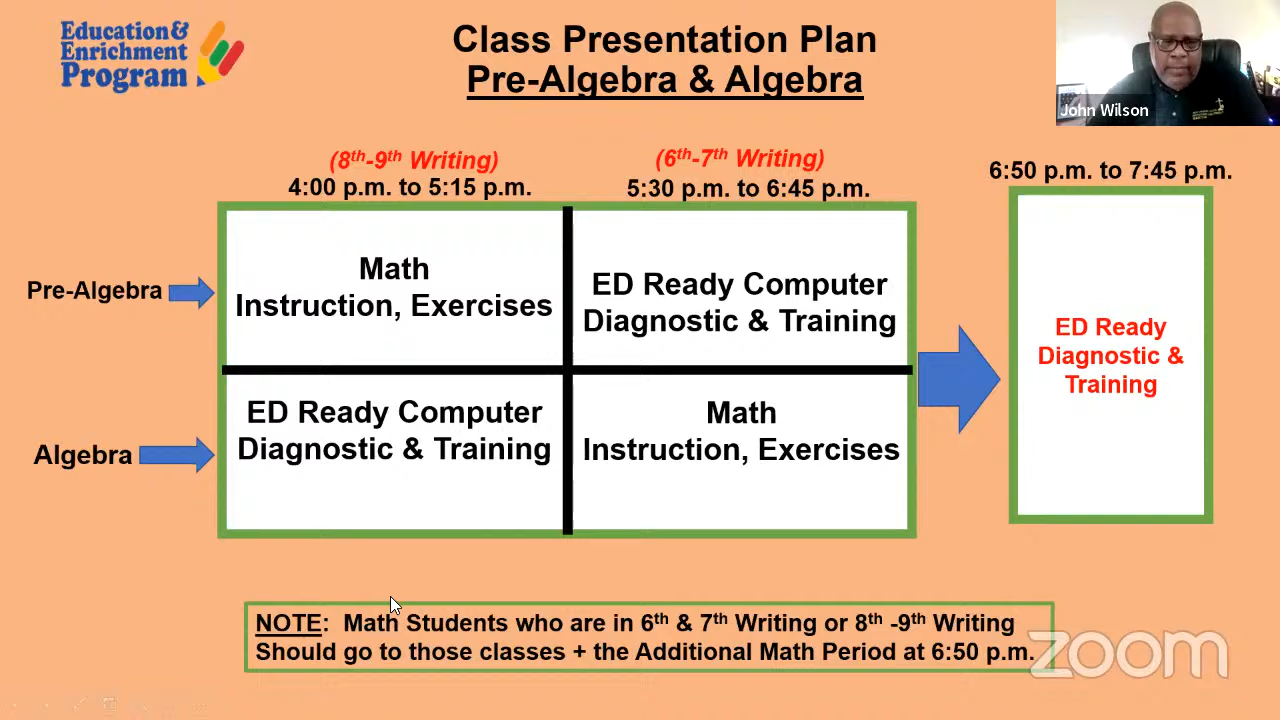 Education &
Enrichment
Program
Class Presentation Plan
Pre-Algebra & Algebra
John Wilson
(8th-9th Writing)
4:00 p.m. to 5:15 p.m.
(6th-7th Writing)
5:30 p.m. to 6:45 p.m.
6:50 p.m. to 7:45 p.m.
Pre-Algebra
Math
Instruction, Exercises
ED Ready Computer
Diagnostic & Training
ED Ready
Diagnostic &
Training
Algebra
ED Ready Computer
Diagnostic & Training
Math
Instruction, Exercises
NOTE: Math Students who are in 6th & 7th Writing or 8th -9th Writing
Should go to those classes + the Additional Math Period at 6:50 p.m.
zoom